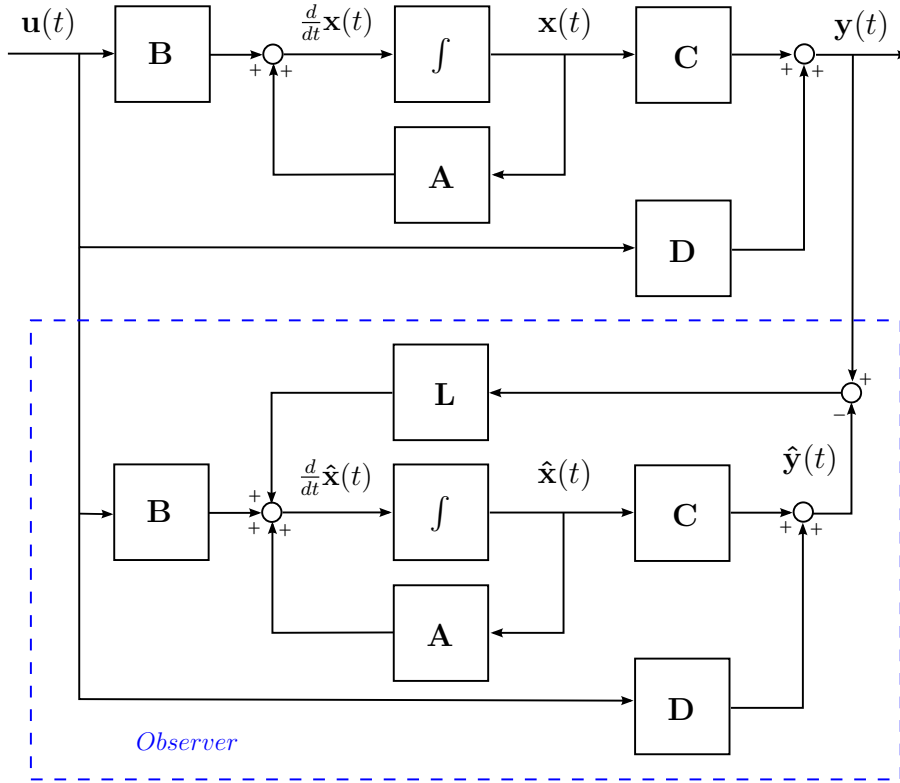 u(t) d/dt x(t) x(t) y(t)
B ∫ C
+ + + +
A
D
L
+
−
d/dt x̂(t) x̂(t) ŷ(t)
+
B ∫ C
+ + + +
A
D
Observer